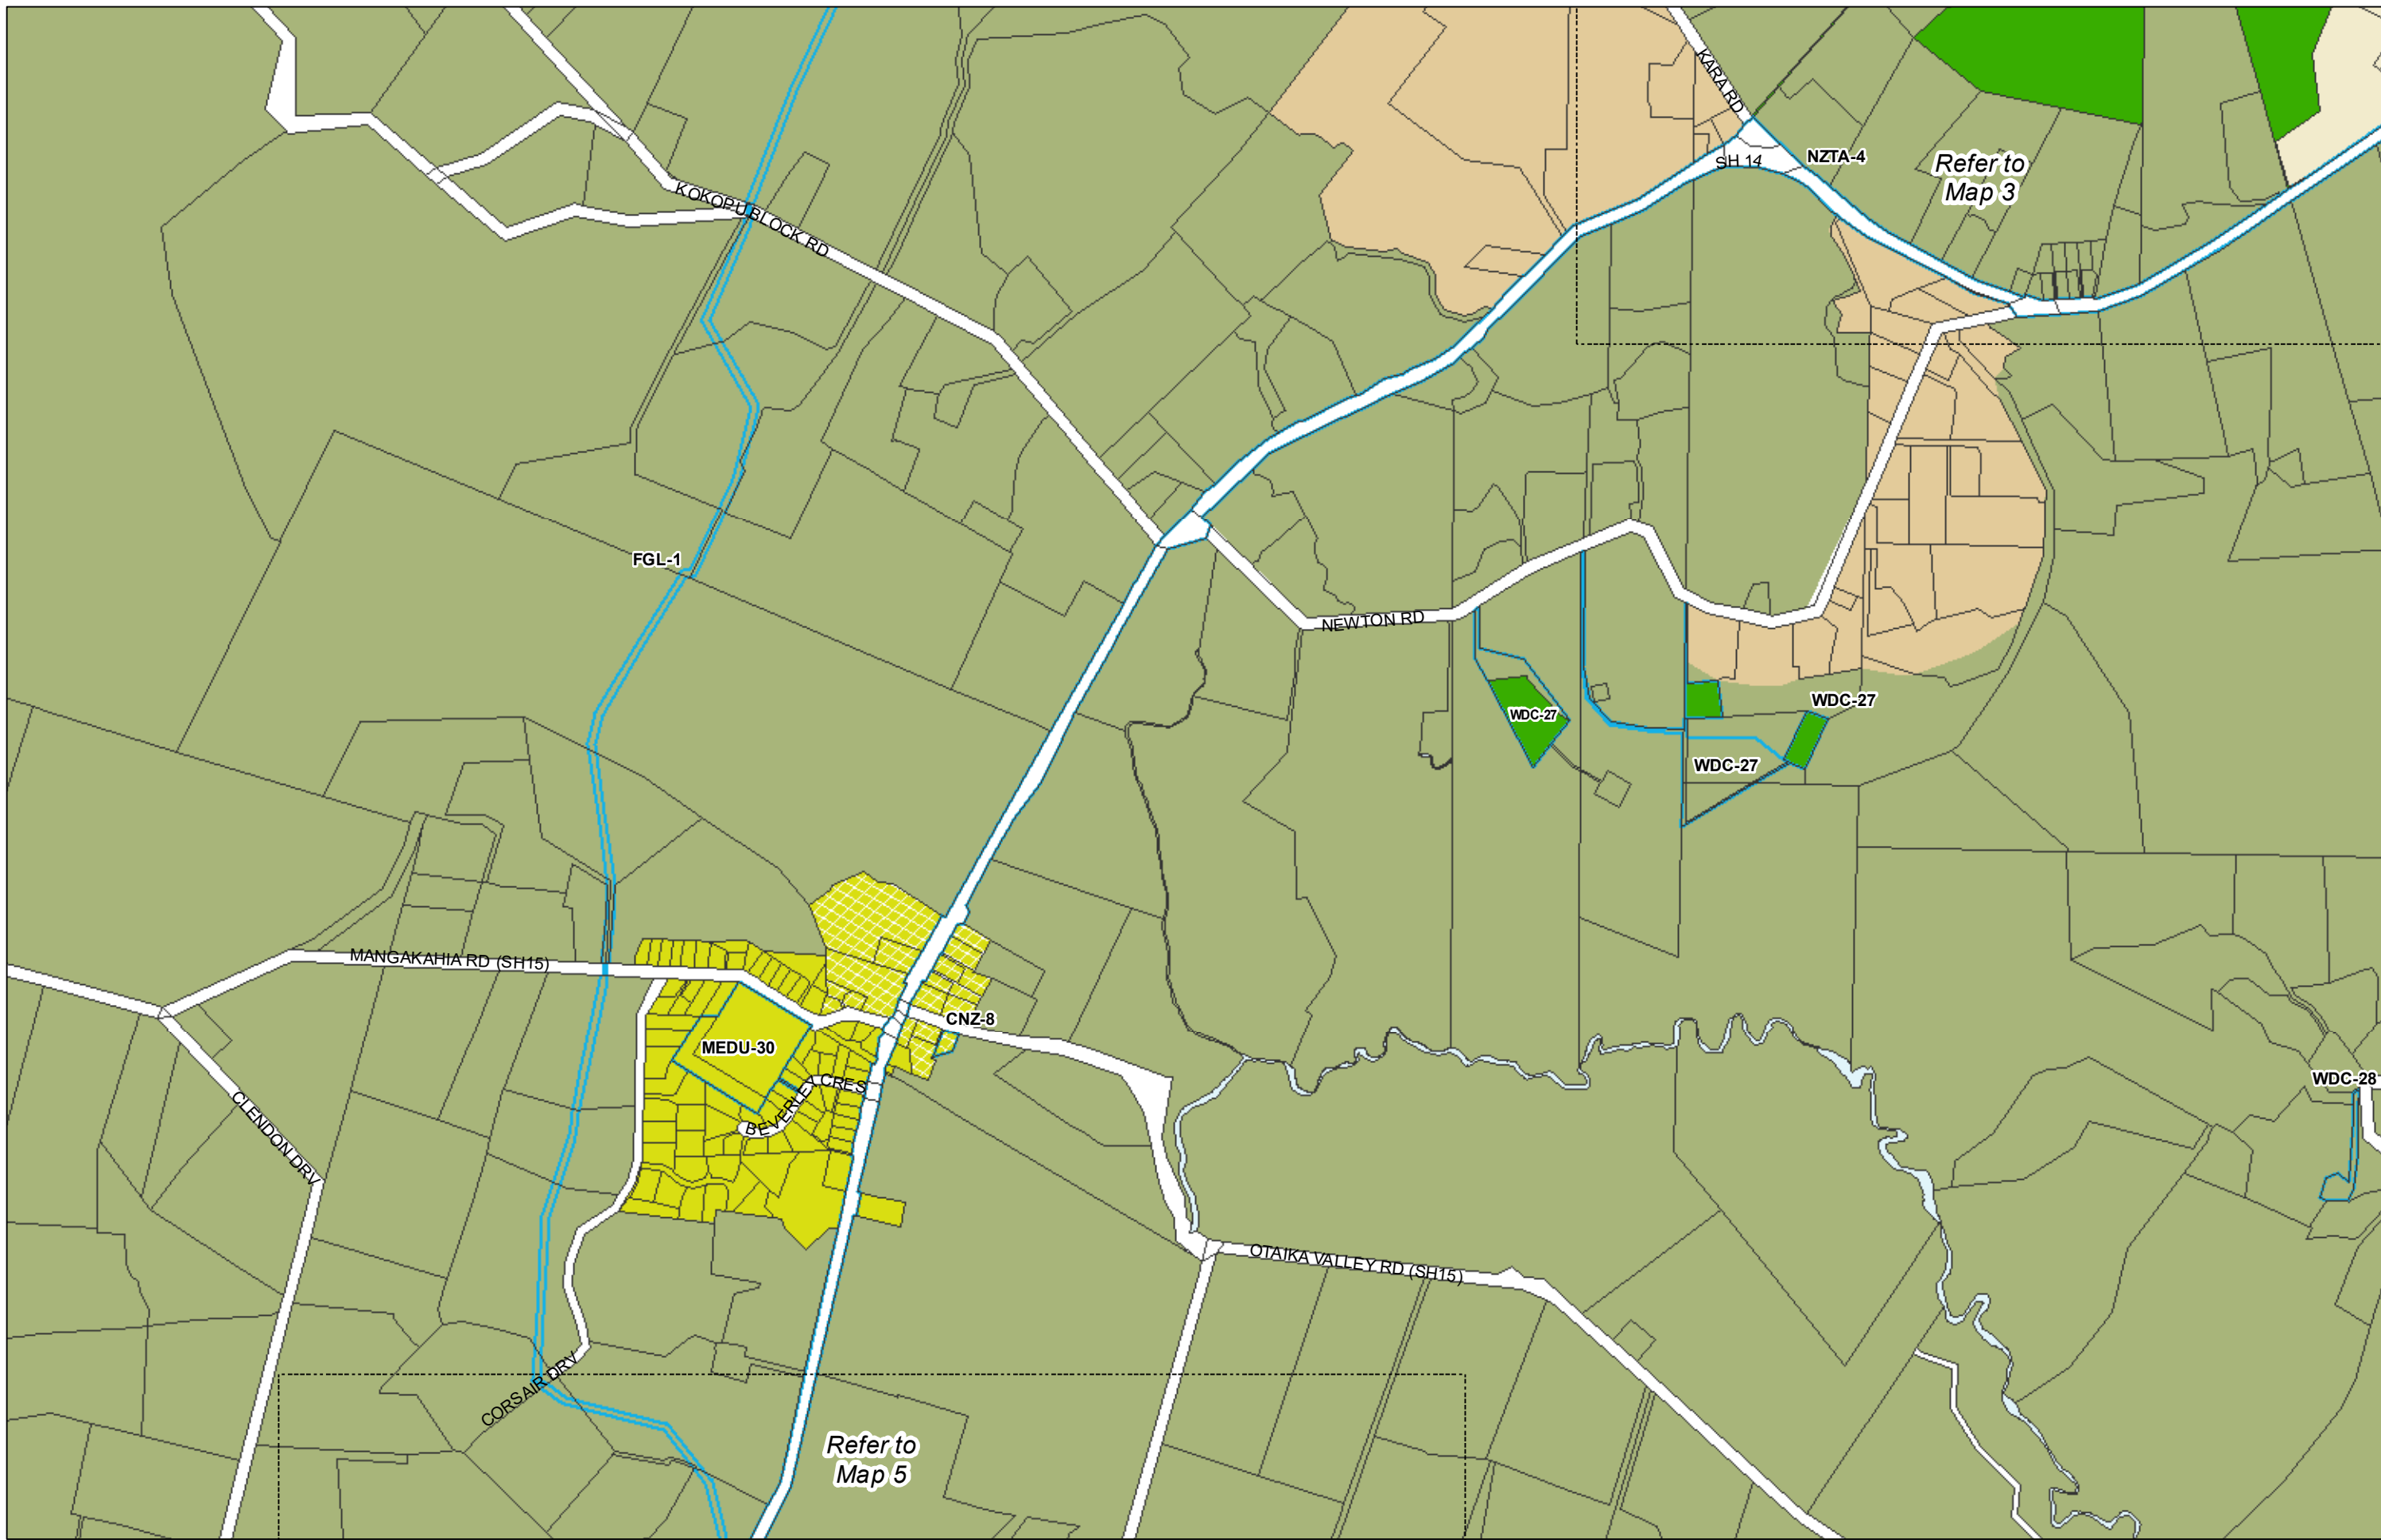 KARA RD
SH 14
NZTA-4
Refer to
Map 3
KOKOPU BLOCK RD
FGL-1
NEWTON RD
WDC-27
WDC-27
WDC-27
MANGAKAHIA RD (SH15)
CNZ-8
MEDU-30
BEVERLEY CRES
WDC-28
CLENDON DRV
OTAIKA VALLEY RD (SH15)
CORSAIR DRV
Refer to
Map 5